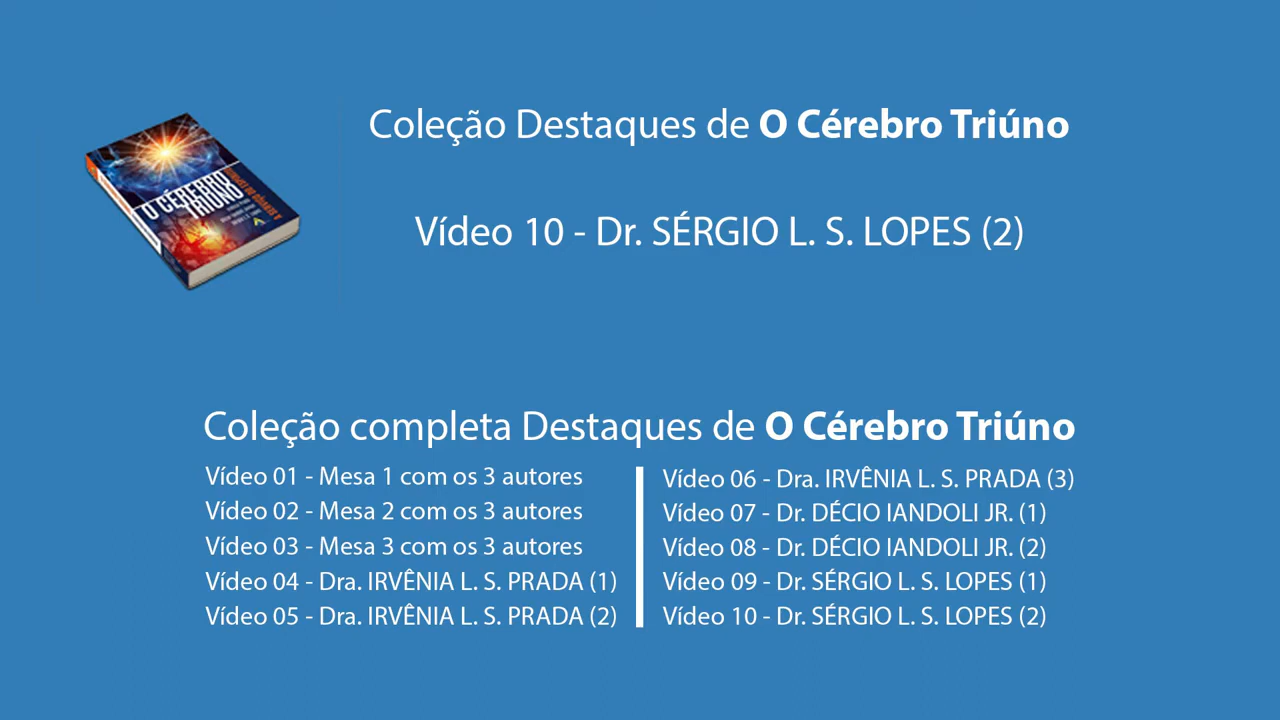 Coleção Destaques de O Cérebro Triúno
O CÉREBRO
TRIÚNO
Vídeo 10 - Dr. SÉRGIO L. S. LOPES (2)
Coleção completa Destaques de O Cérebro Triúno
Vídeo 01 - Mesa 1 com os 3 autores
Vídeo 02 - Mesa 2 com os 3 autores
Vídeo 03 - Mesa 3 com os 3 autores
Vídeo 04 - Dra. IRVÊNIA L. S. PRADA (1)
Vídeo 05 - Dra. IRVÊNIA L. S. PRADA (2)
Vídeo 06 - Dra. IRVÊNIA L. S. PRADA (3)
Vídeo 07 - Dr. DÉCIO IANDOLI JR. (1)
Vídeo 08 - Dr. DÉCIO IANDOLI JR. (2)
Vídeo 09 - Dr. SÉRGIO L. S. LOPES (1)
Vídeo 10 - Dr. SÉRGIO L. S. LOPES (2)